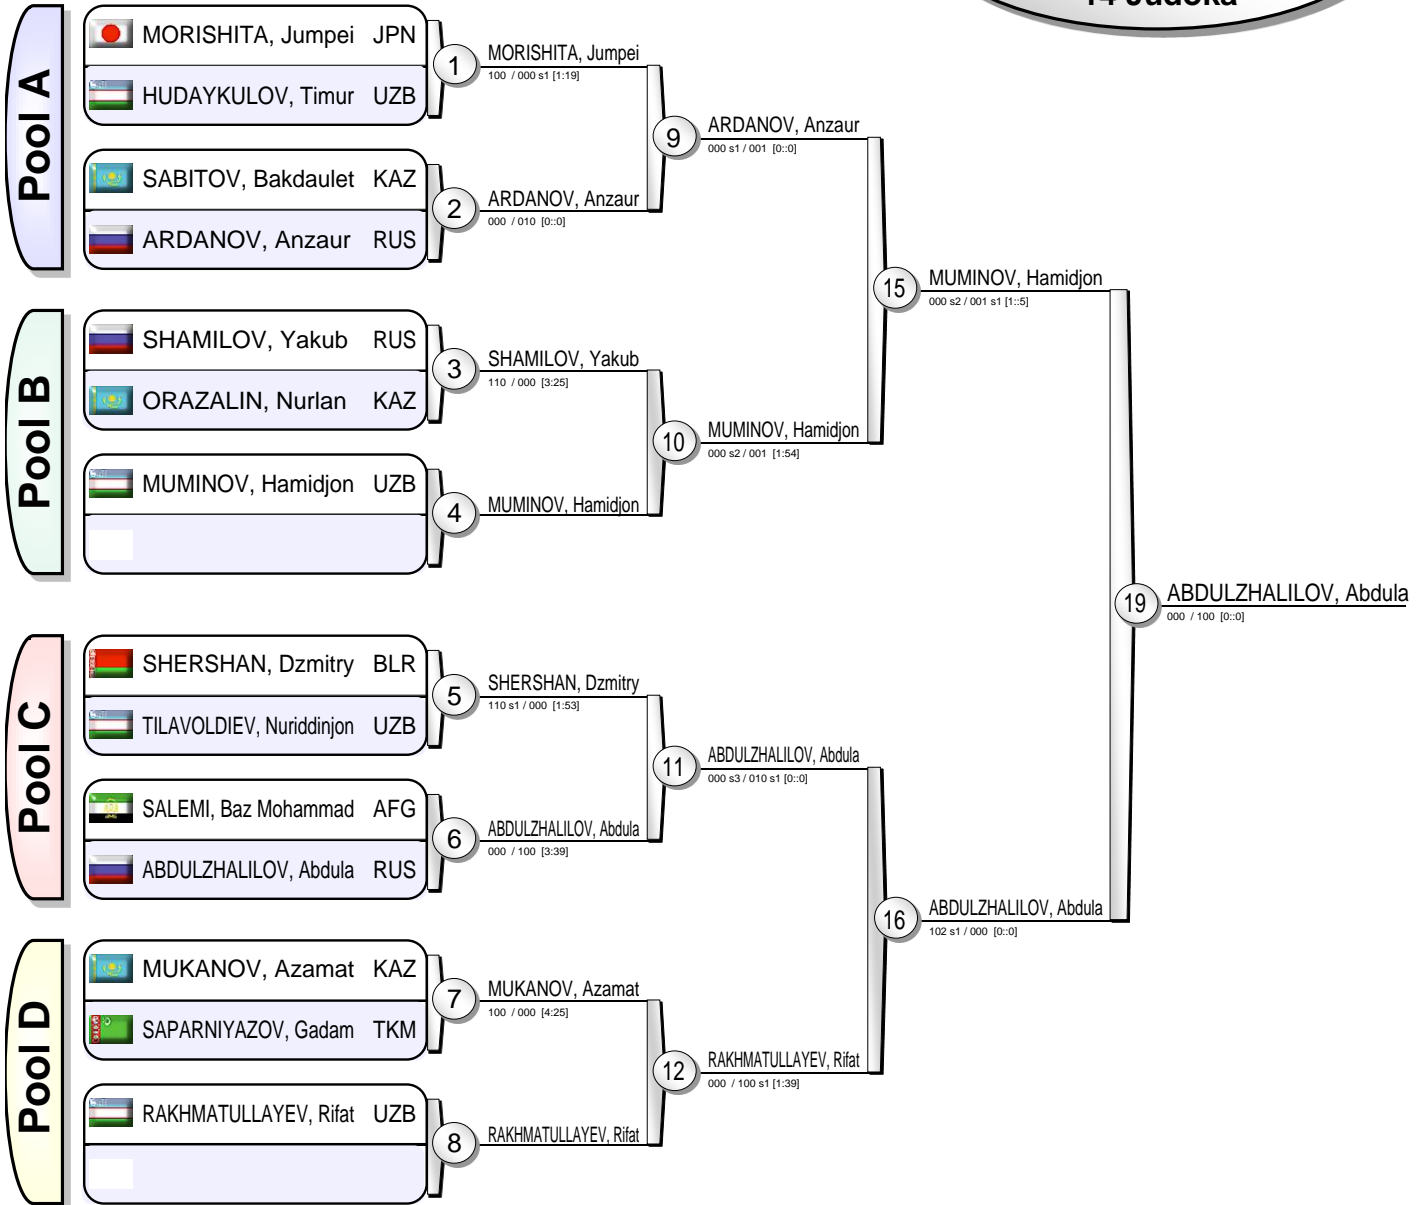 14 Judoka
Pool A
MORISHITA, Jumpei JPN
HUDAYKULOV, Timur UZB
SABITOV, Bakdaulet KAZ
ARDANOV, Anzaur RUS
Pool B
SHAMILOV, Yakub RUS
ORAZALIN, Nurlan KAZ
MUMINOV, Hamidjon UZB
Pool C
SHERSHAN, Dzmitry BLR
TILAVOLDIEV, Nuriddinjon UZB
SALEMI, Baz Mohammad AFG
ABDULZHALILOV, Abdula RUS
Pool D
MUKANOV, Azamat KAZ
SAPARNIYAZOV, Gadam TKM
RAKHMATULLAYEV, Rifat UZB
1
MORISHITA, Jumpei
100 / 000 s1 [1:19]
2
ARDANOV, Anzaur
000 / 010 [0::0]
3
SHAMILOV, Yakub
110 / 000 [3:25]
4
MUMINOV, Hamidjon
5
SHERSHAN, Dzmitry
110 s1 / 000 [1:53]
6
ABDULZHALILOV, Abdula
000 / 100 [3:39]
7
MUKANOV, Azamat
100 / 000 [4:25]
8
RAKHMATULLAYEV, Rifat
9
ARDANOV, Anzaur
000 s1 / 001 [0::0]
10
MUMINOV, Hamidjon
000 s2 / 001 [1:54]
11
ABDULZHALILOV, Abdula
000 s3 / 010 s1 [0::0]
12
RAKHMATULLAYEV, Rifat
000 / 100 s1 [1:39]
15
MUMINOV, Hamidjon
000 s2 / 001 s1 [1::5]
16
ABDULZHALILOV, Abdula
102 s1 / 000 [0::0]
19
ABDULZHALILOV, Abdula
000 / 100 [0::0]